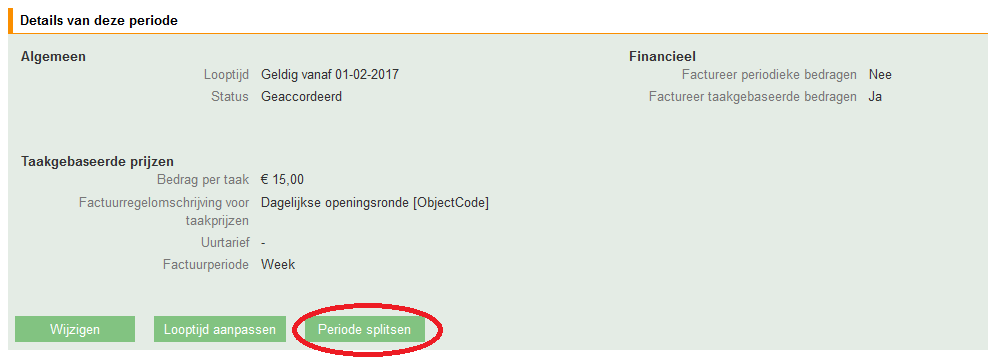 Details van deze periode
Algemeen
Looptijd Geldig vanaf 01-02-2017
Status Geaccordeerd
Financieel
Factureer periodieke bedragen Nee
Factureer taakgebaseerde bedragen Ja
Taakgebaseerde prijzen
Bedrag per taak € 15,00
Factuurregelomschrijving voor Dagelijkse openingsronde [ObjectCode]
taakprijzen
Uurtarief -
Factuurperiode Week
Wijzigen Looptijd aanpassen Periode splitsen